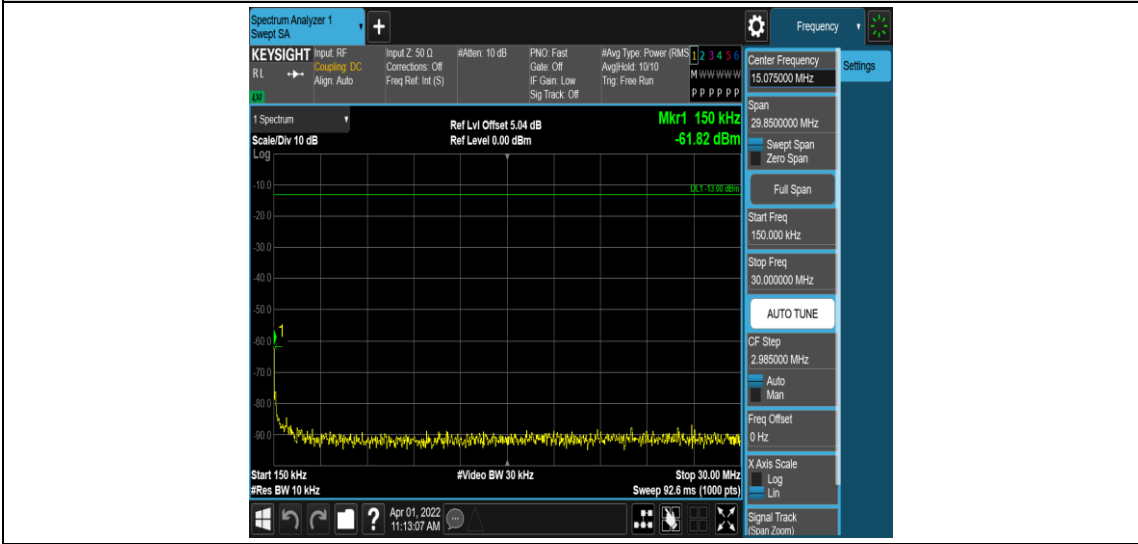 Spectrum Analyzer 1
Swept SA
+
Frequency
KEYSIGHT
RL
Input: RF
Coupling: DC
Align: Auto
Input Z: 50 Ω
Corrections: Off
Freq Ref: Int (S)
#Atten: 10 dB
PNO: Fast
Gate: Off
IF Gain: Low
Sig Track: Off
#Avg Type: Power (RMS
Avg|Hold: 10/10
Trig: Free Run
1 2 3 4 5 6
M W W W W W
P P P P P P
1 Spectrum
Scale/Div 10 dB
Ref Lvl Offset 5.04 dB
Ref Level 0.00 dBm
Mkr1 150 kHz
-61.82 dBm
Log
DL1 -13.00 dBm
-10.0
-20.0
-30.0
-40.0
-50.0
1
-60.0
-70.0
-80.0
-90.0
Start 150 kHz
#Res BW 10 kHz
#Video BW 30 kHz
Stop 30.00 MHz
Sweep 92.6 ms (1000 pts)
?
Apr 01, 2022
11:13:07 AM
Center Frequency
15.075000 MHz
Settings
Span
29.8500000 MHz
Swept Span
Zero Span
Full Span
Start Freq
150.000 kHz
Stop Freq
30.000000 MHz
AUTO TUNE
CF Step
2.985000 MHz
Auto
Man
Freq Offset
0 Hz
X Axis Scale
Log
Lin
Signal Track
(Span Zoom)